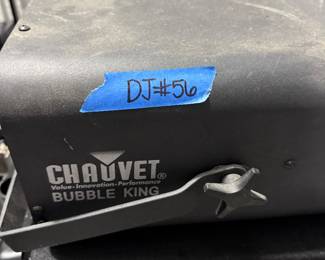 DJ#56
CHAUVET®
Value-Innovation-Performance
BUBBLE KING